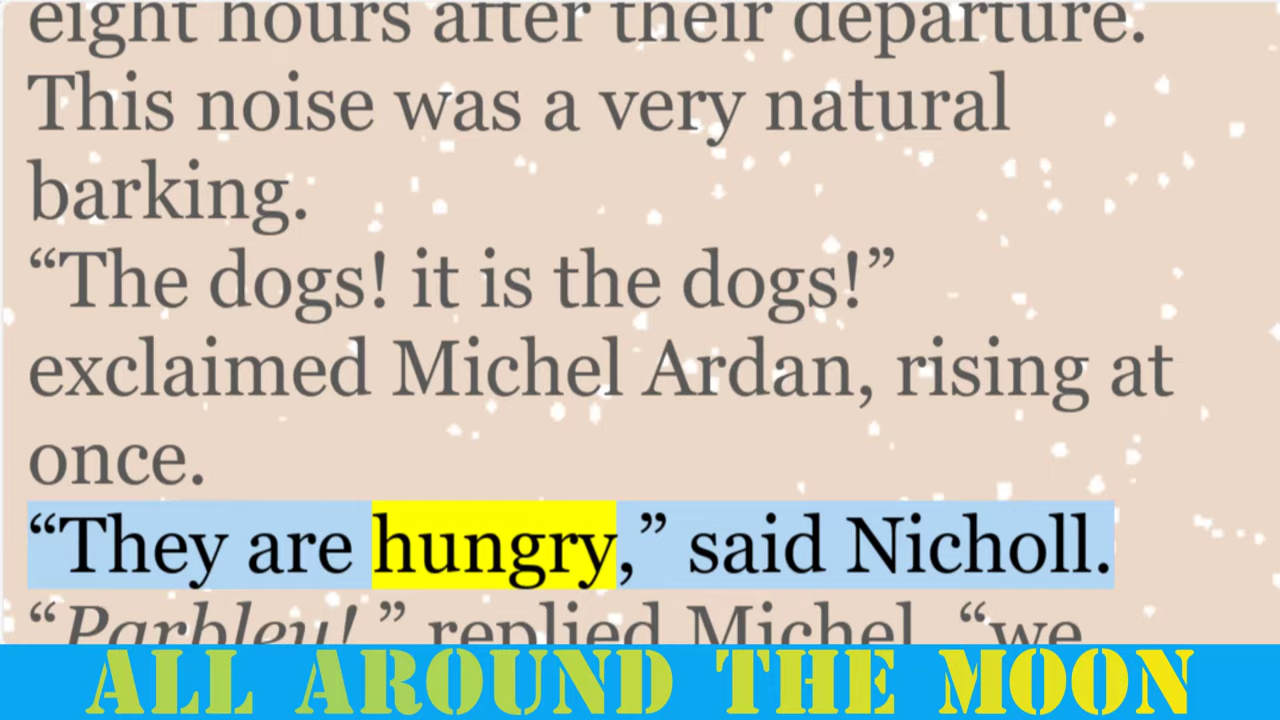 eight hours after their departure.
This noise was a very natural
barking.
“The dogs! it is the dogs!”
exclaimed Michel Ardan, rising at
once.
“They are hungry,” said Nicholl.
“Parbleu!” replied Michel, “we
ALL AROUND THE MOON